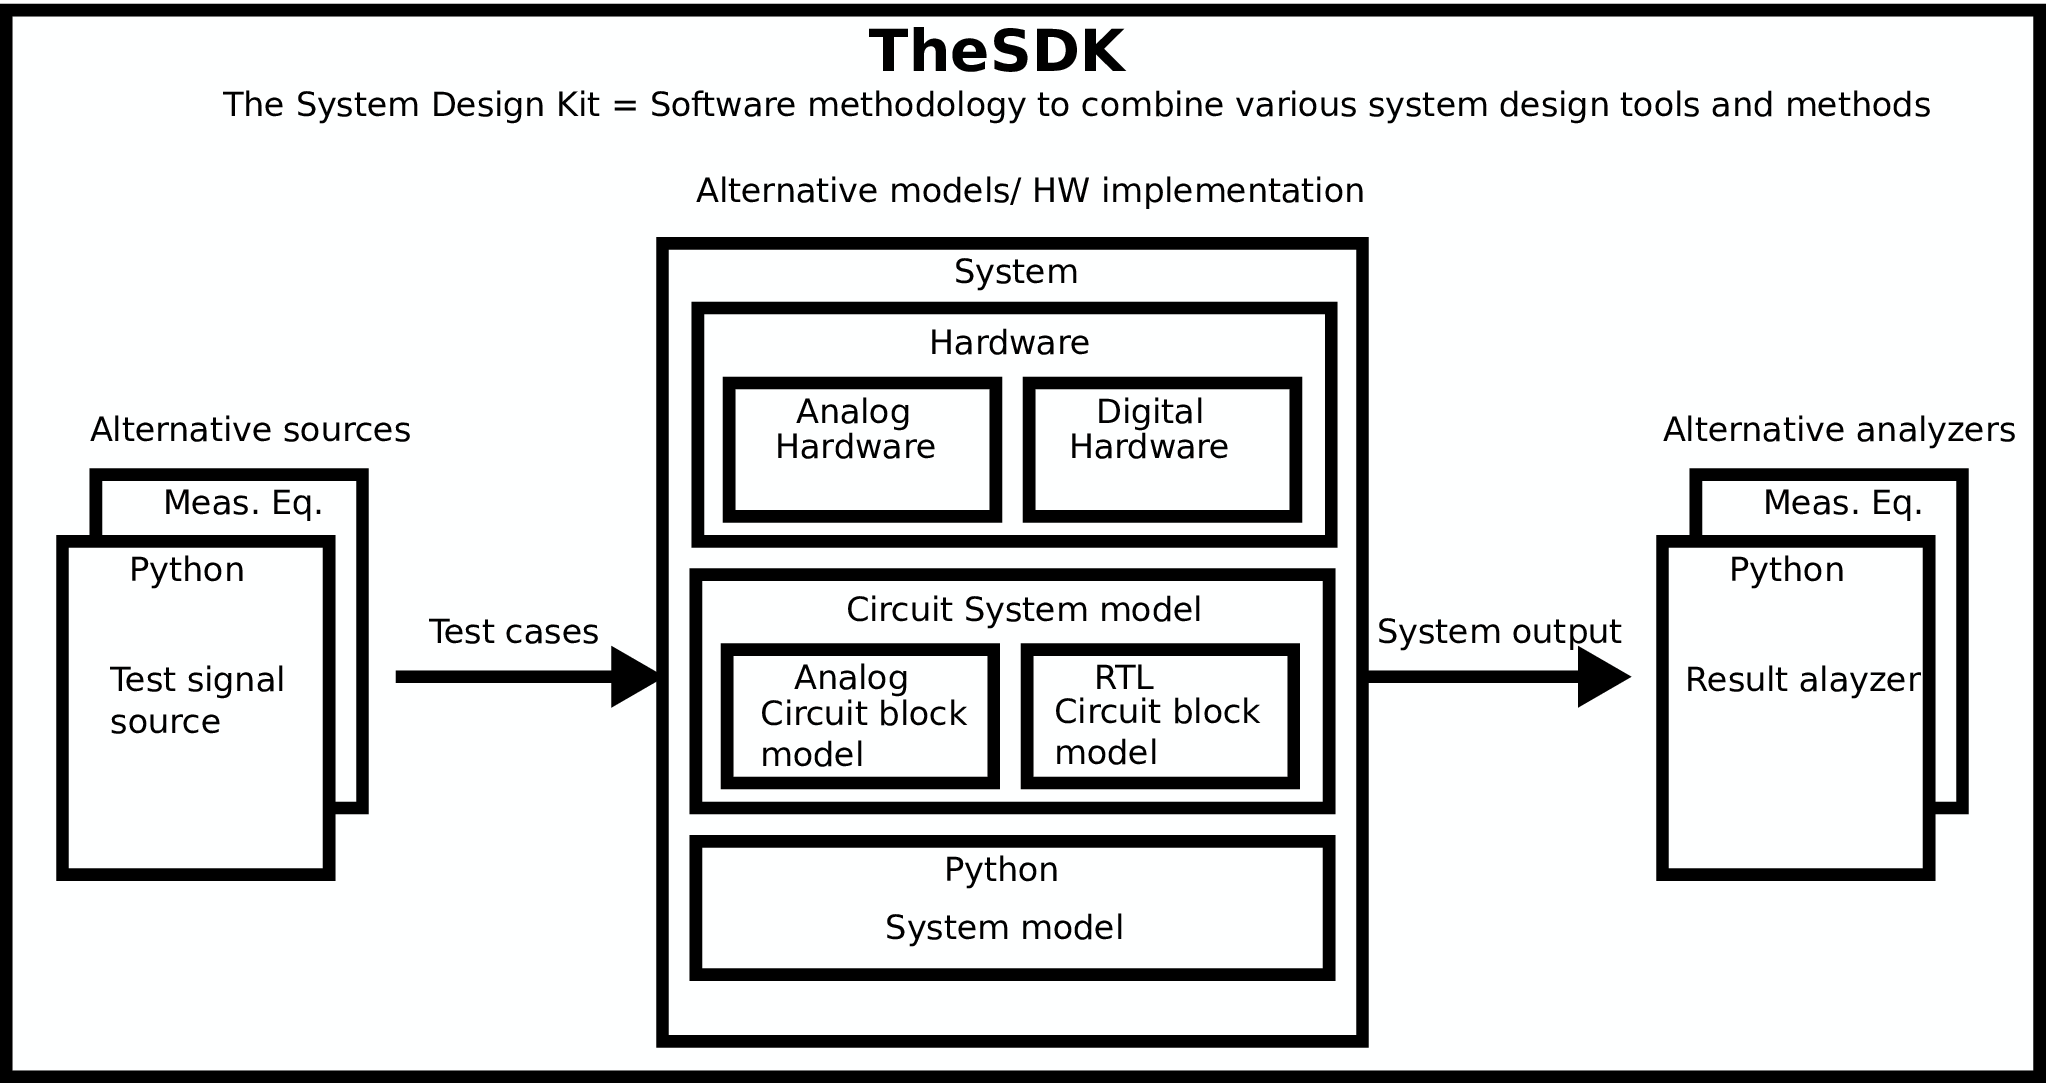 TheSDK
The System Design Kit = Software methodology to combine various system design tools and methods
Alternative models/ HW implementation
System
Hardware
Analog
Hardware
Digital
Hardware
Alternative sources
Meas. Eq.
Python
Test signal
source
Test cases
Circuit System model
Analog
Circuit block
model
RTL
Circuit block
model
Python
System model
System output
Alternative analyzers
Meas. Eq.
Python
Result alayzer